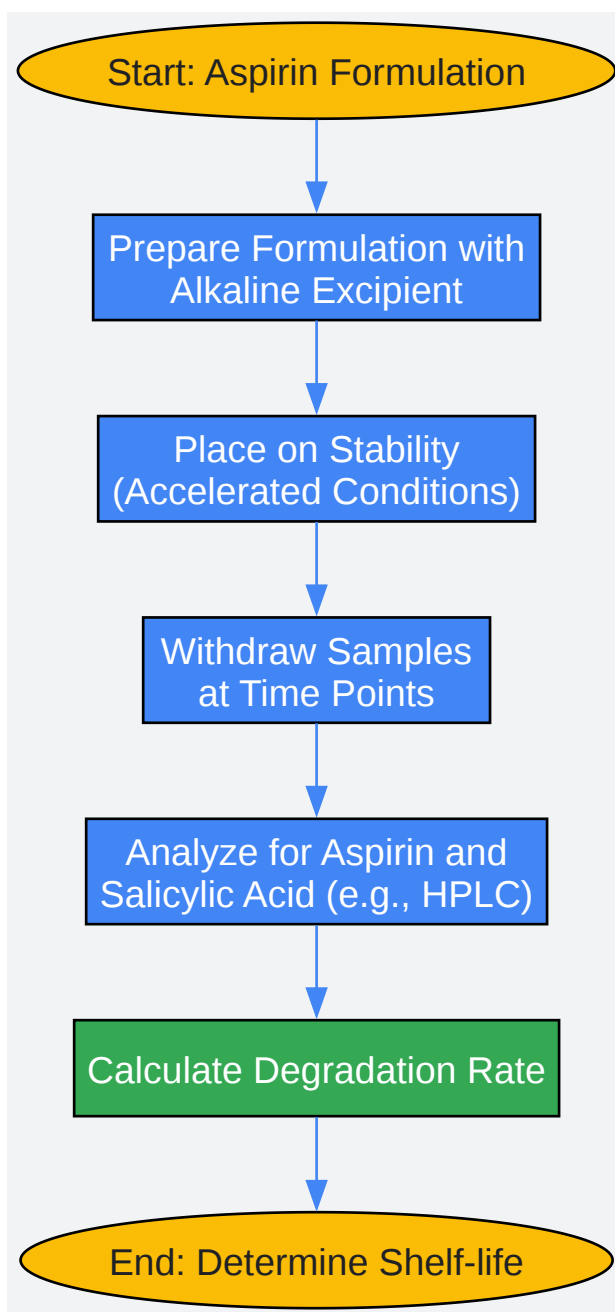 Start: Aspirin Formulation
Prepare Formulation with
Alkaline Excipient
Place on Stability
(Accelerated Conditions)
Withdraw Samples
at Time Points
Analyze for Aspirin and
Salicylic Acid (e.g., HPLC)
Calculate Degradation Rate
End: Determine Shelf-life